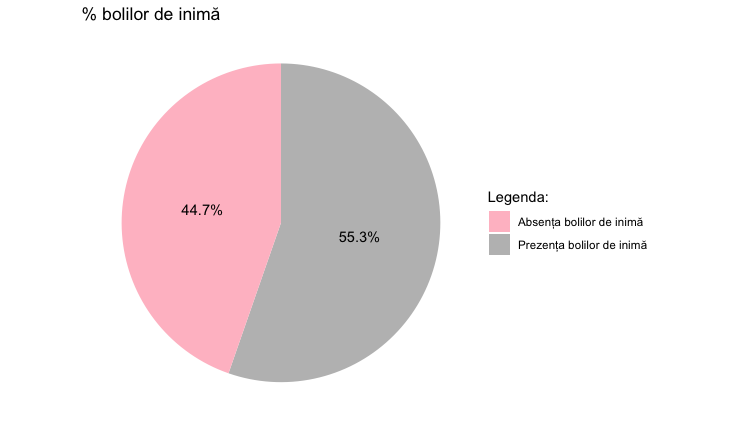 % bolilor de inimă
44.7%
55.3%
Legenda:
Absența bolilor de inimă
Prezența bolilor de inimă